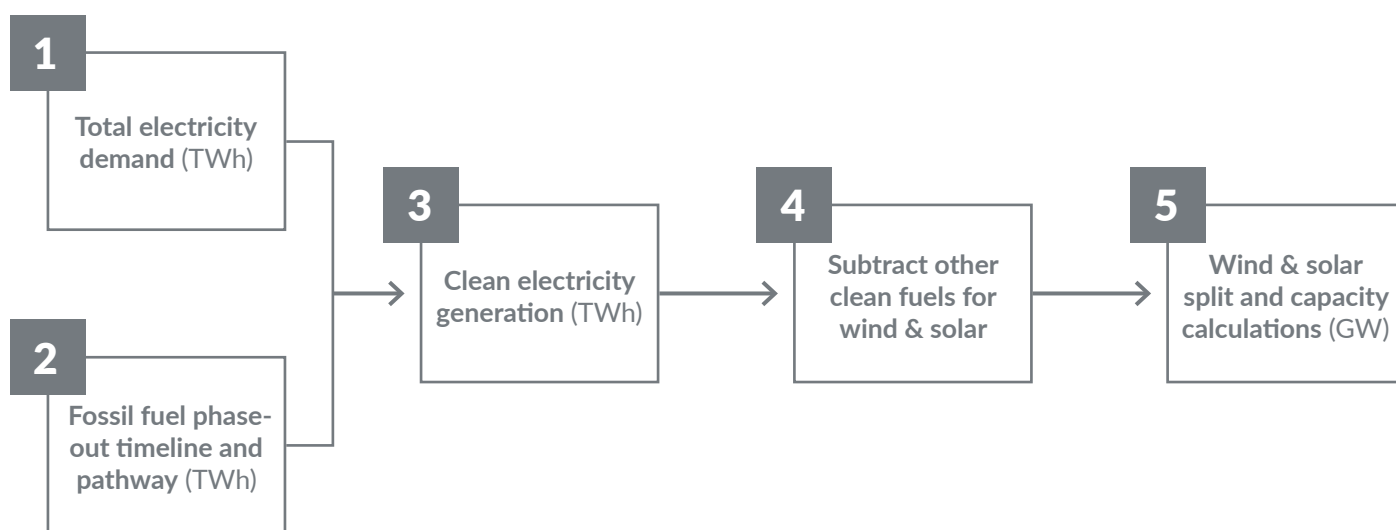 1
Total electricity
demand (TWh)
2
Fossil fuel phase-
out timeline and
pathway (TWh)
3
Clean electricity
generation (TWh)
4
Subtract other
clean fuels for
wind & solar
5
Wind & solar
split and capacity
calculations (GW)